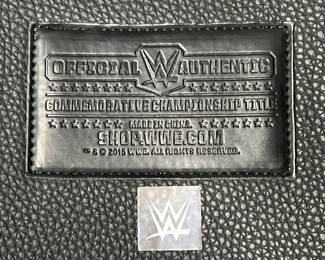 OFFICIAL W AUTHENTIC
COMMEMORATIVE CHAMPIONSHIP TITLE
MADE IN CHINA.
SHOP.WWE.COM
™ & © 2015 WWE. ALL RIGHTS RESERVED.
W